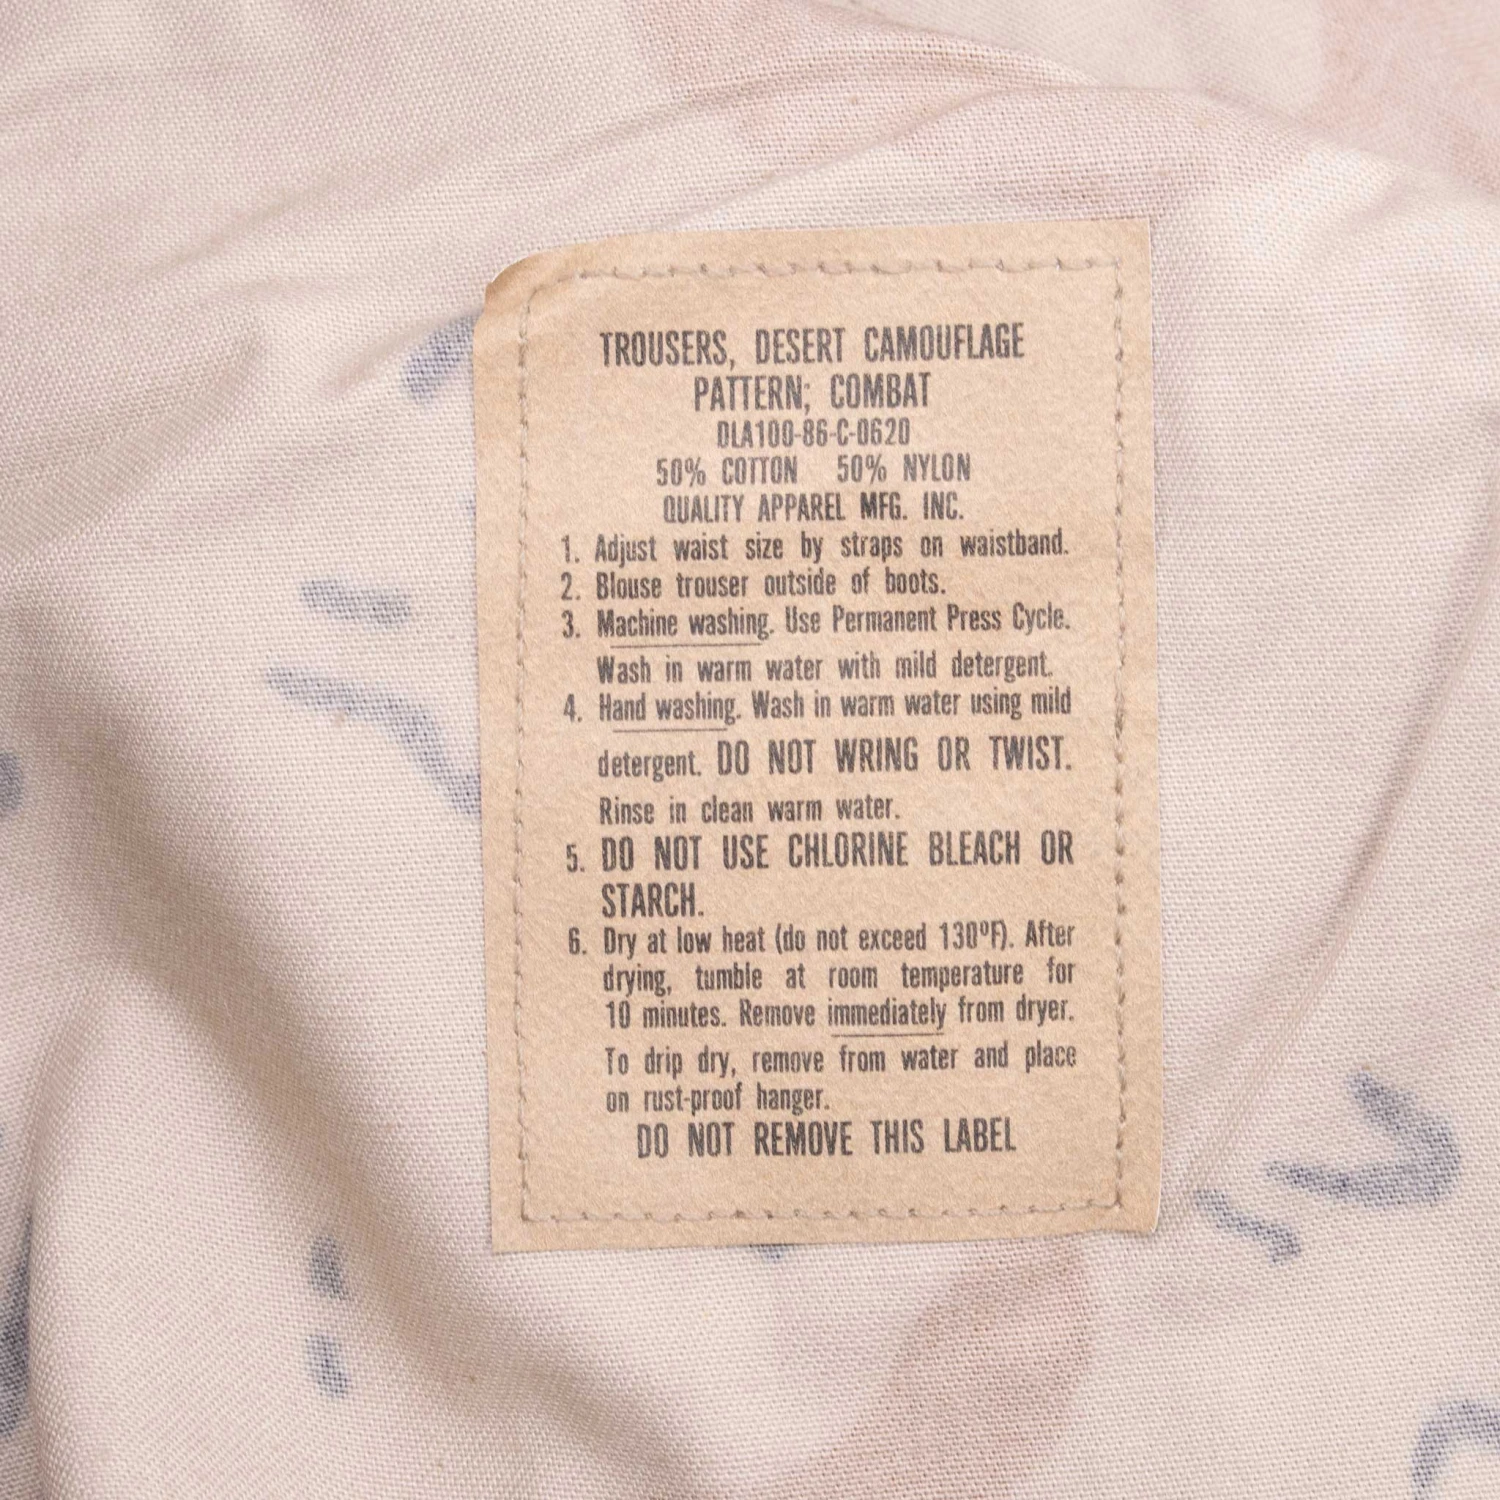 TROUSERS, DESERT CAMOUFLAGE
PATTERN; COMBAT
DLA100-86-C-0620
50% COTTON 50% NYLON
QUALITY APPAREL MFG. INC.
1. Adjust waist size by straps on waistband.
2. Blouse trouser outside of boots.
3. Machine washing. Use Permanent Press Cycle.
Wash in warm water with mild detergent.
4. Hand washing. Wash in warm water using mild
detergent. DO NOT WRING OR TWIST.
Rinse in clean warm water.
5. DO NOT USE CHLORINE BLEACH OR
STARCH.
6. Dry at low heat (do not exceed 130ºF). After
drying, tumble at room temperature for
10 minutes. Remove immediately from dryer.
To drip dry, remove from water and place
on rust-proof hanger.
DO NOT REMOVE THIS LABEL